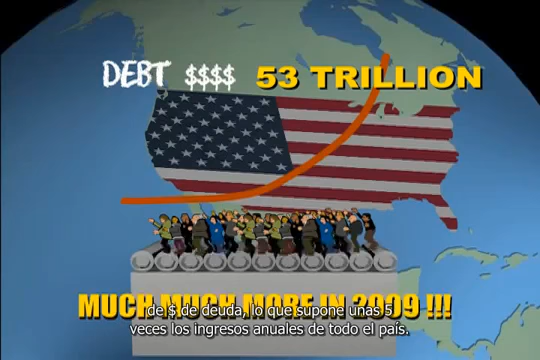 DEBT $$$$ 53 TRILLION
MUCH MUCH MORE IN 2009 !!!
de $ de deuda, lo que supone unas 5
veces los ingresos anuales de todo el país.